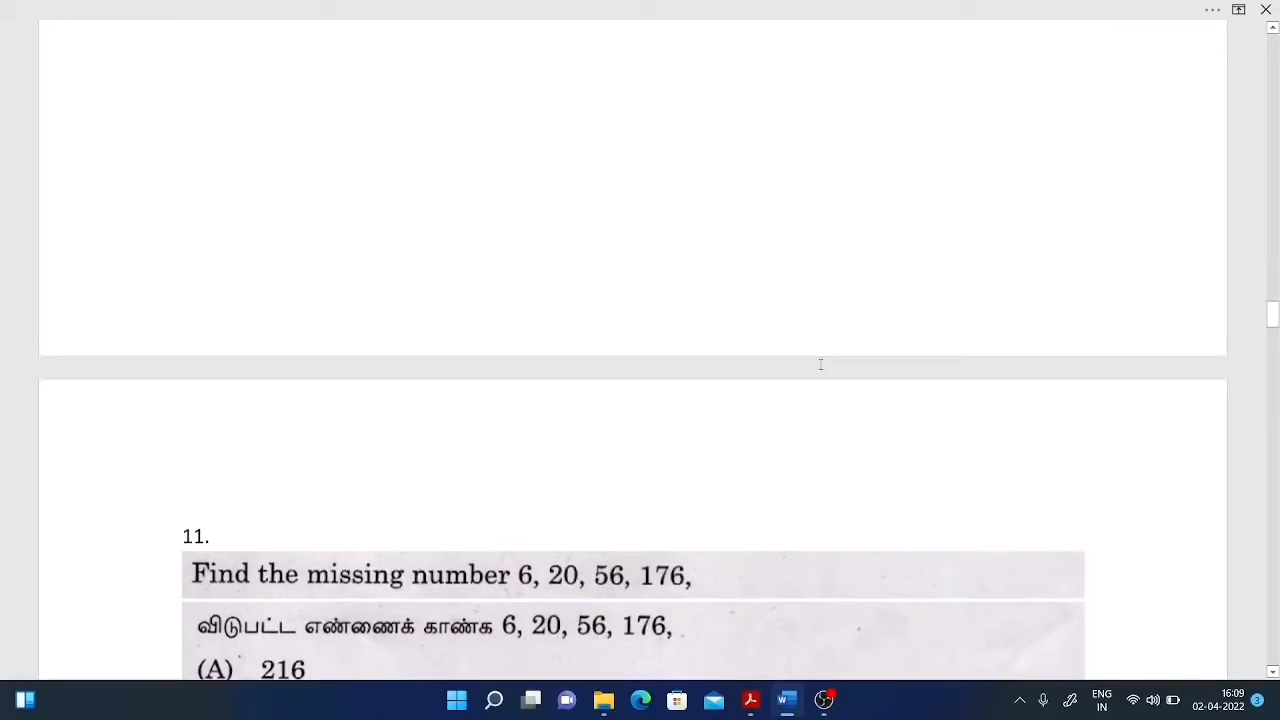 11.
Find the missing number 6, 20, 56, 176,
விடுபட்ட எண்ணைக் காண்க 6, 20, 56, 176,
(A) 216
ENG
IN
16:09
02-04-2022
3